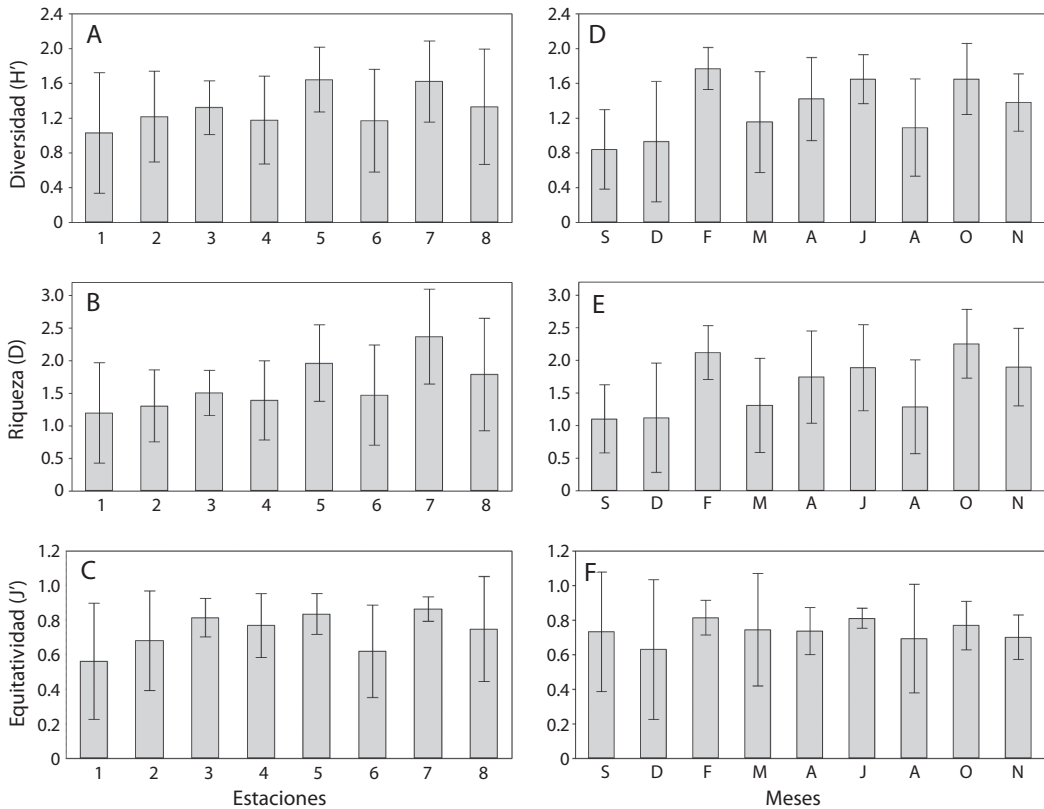 A
Diversidad (H’)
2.4
2.0
1.6
1.2
0.8
0.4
0
1 2 3 4 5 6 7 8
D
2.4
2.0
1.6
1.2
0.8
0.4
0
S D F M A J A O N
B
Riqueza (D)
3.0
2.5
2.0
1.5
1.0
0.5
0
1 2 3 4 5 6 7 8
E
3.0
2.5
2.0
1.5
1.0
0.5
0
S D F M A J A O N
C
Equitatividad (J’)
1.2
1.0
0.8
0.6
0.4
0.2
0
1 2 3 4 5 6 7 8
Estaciones
F
1.2
1.0
0.8
0.6
0.4
0.2
0
S D F M A J A O N
Meses